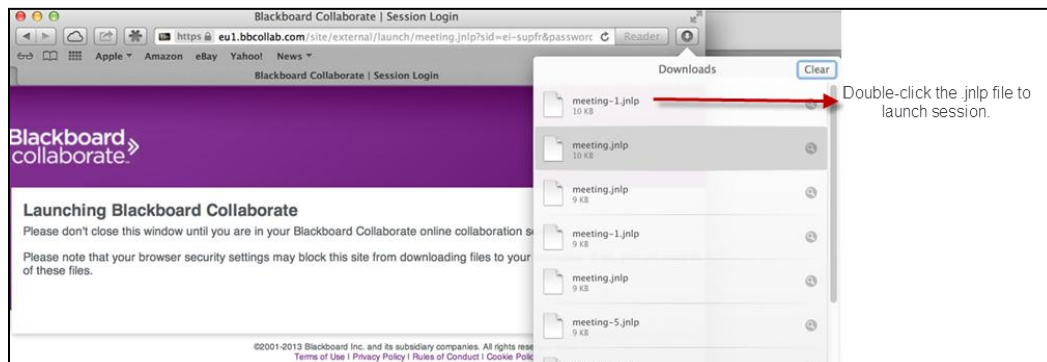 Blackboard Collaborate | Session Login
https eu1.bbcollab.com/site/external/launch/meeting.jnlp?sid=ei-supfr&passworc
Reader
Apple Amazon eBay Yahoo! News
Blackboard Collaborate | Session Login
Downloads
Clear
meeting-1.jnlp
10 KB
meeting.jnlp
10 KB
meeting.jnlp
9 KB
meeting-1.jnlp
9 KB
meeting.jnlp
9 KB
meeting-5.jnlp
9 KB
Double-click the .jnlp file to
launch session.
Blackboard
collaborate.
Launching Blackboard Collaborate
Please don't close this window until you are in your Blackboard Collaborate online collaboration s
Please note that your browser security settings may block this site from downloading files to your
of these files.
©2001-2013 Blackboard Inc. and its subsidiary companies. All rights rese
Terms of Use | Privacy Policy | Rules of Conduct | Cookie Polic